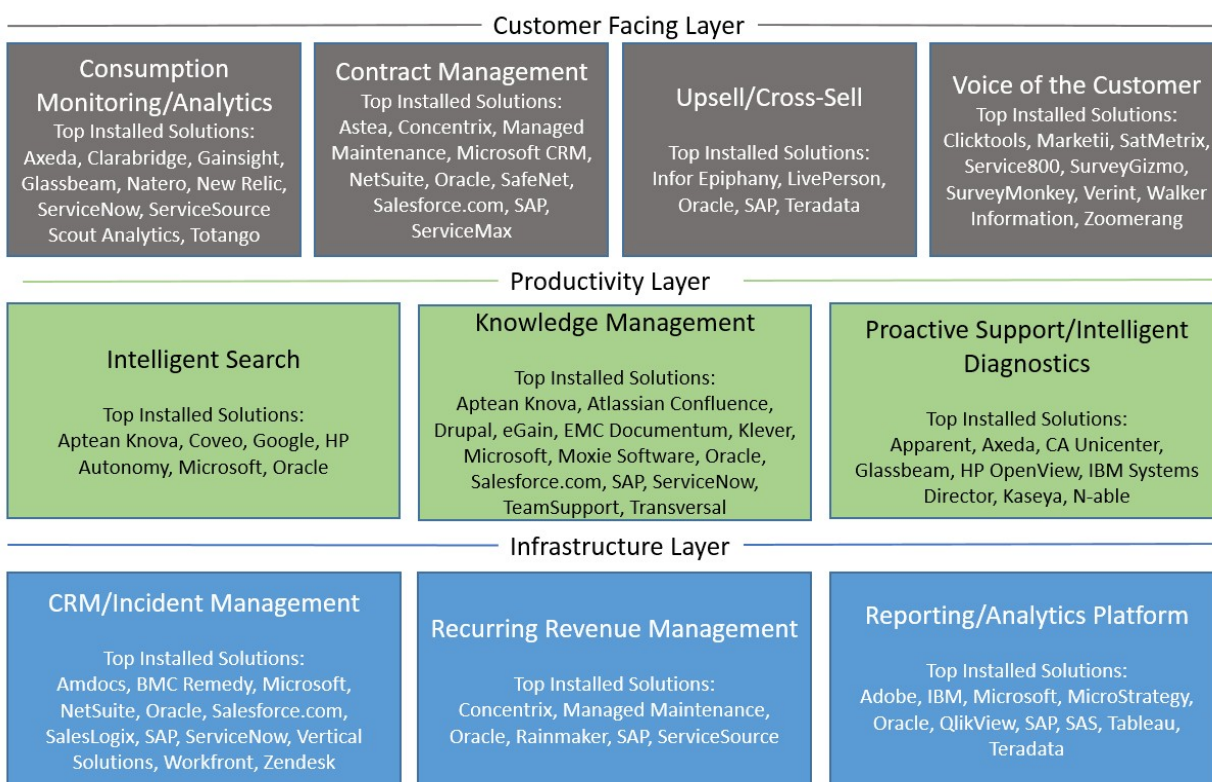 Customer Facing Layer
Consumption
Monitoring/Analytics
Top Installed Solutions:
Axeda, Clarabridge, Gainsight,
Glassbeam, Natero, New Relic,
ServiceNow, ServiceSource
Scout Analytics, Totango
Contract Management
Top Installed Solutions:
Astea, Concentrix, Managed
Maintenance, Microsoft CRM,
NetSuite, Oracle, SafeNet,
Salesforce.com, SAP,
ServiceMax
Upsell/Cross-Sell
Top Installed Solutions:
Infor Epiphany, LivePerson,
Oracle, SAP, Teradata
Voice of the Customer
Top Installed Solutions:
Clicktools, Marketii, SatMetrix,
Service800, SurveyGizmo,
SurveyMonkey, Verint, Walker
Information, Zoomerang
Productivity Layer
Intelligent Search
Top Installed Solutions:
Aptean Knova, Coveo, Google, HP
Autonomy, Microsoft, Oracle
Knowledge Management
Top Installed Solutions:
Aptean Knova, Atlassian Confluence,
Drupal, eGain, EMC Documentum, Klever,
Microsoft, Moxie Software, Oracle,
Salesforce.com, SAP, ServiceNow,
TeamSupport, Transversal
Proactive Support/Intelligent
Diagnostics
Top Installed Solutions:
Apparent, Axeda, CA Unicenter,
Glassbeam, HP OpenView, IBM Systems
Director, Kaseya, N-able
Infrastructure Layer
CRM/Incident Management
Top Installed Solutions:
Amdocs, BMC Remedy, Microsoft,
NetSuite, Oracle, Salesforce.com,
SalesLogix, SAP, ServiceNow, Vertical
Solutions, Workfront, Zendesk
Recurring Revenue Management
Top Installed Solutions:
Concentrix, Managed Maintenance,
Oracle, Rainmaker, SAP, ServiceSource
Reporting/Analytics Platform
Top Installed Solutions:
Adobe, IBM, Microsoft, MicroStrategy,
Oracle, QlikView, SAP, SAS, Tableau,
Teradata